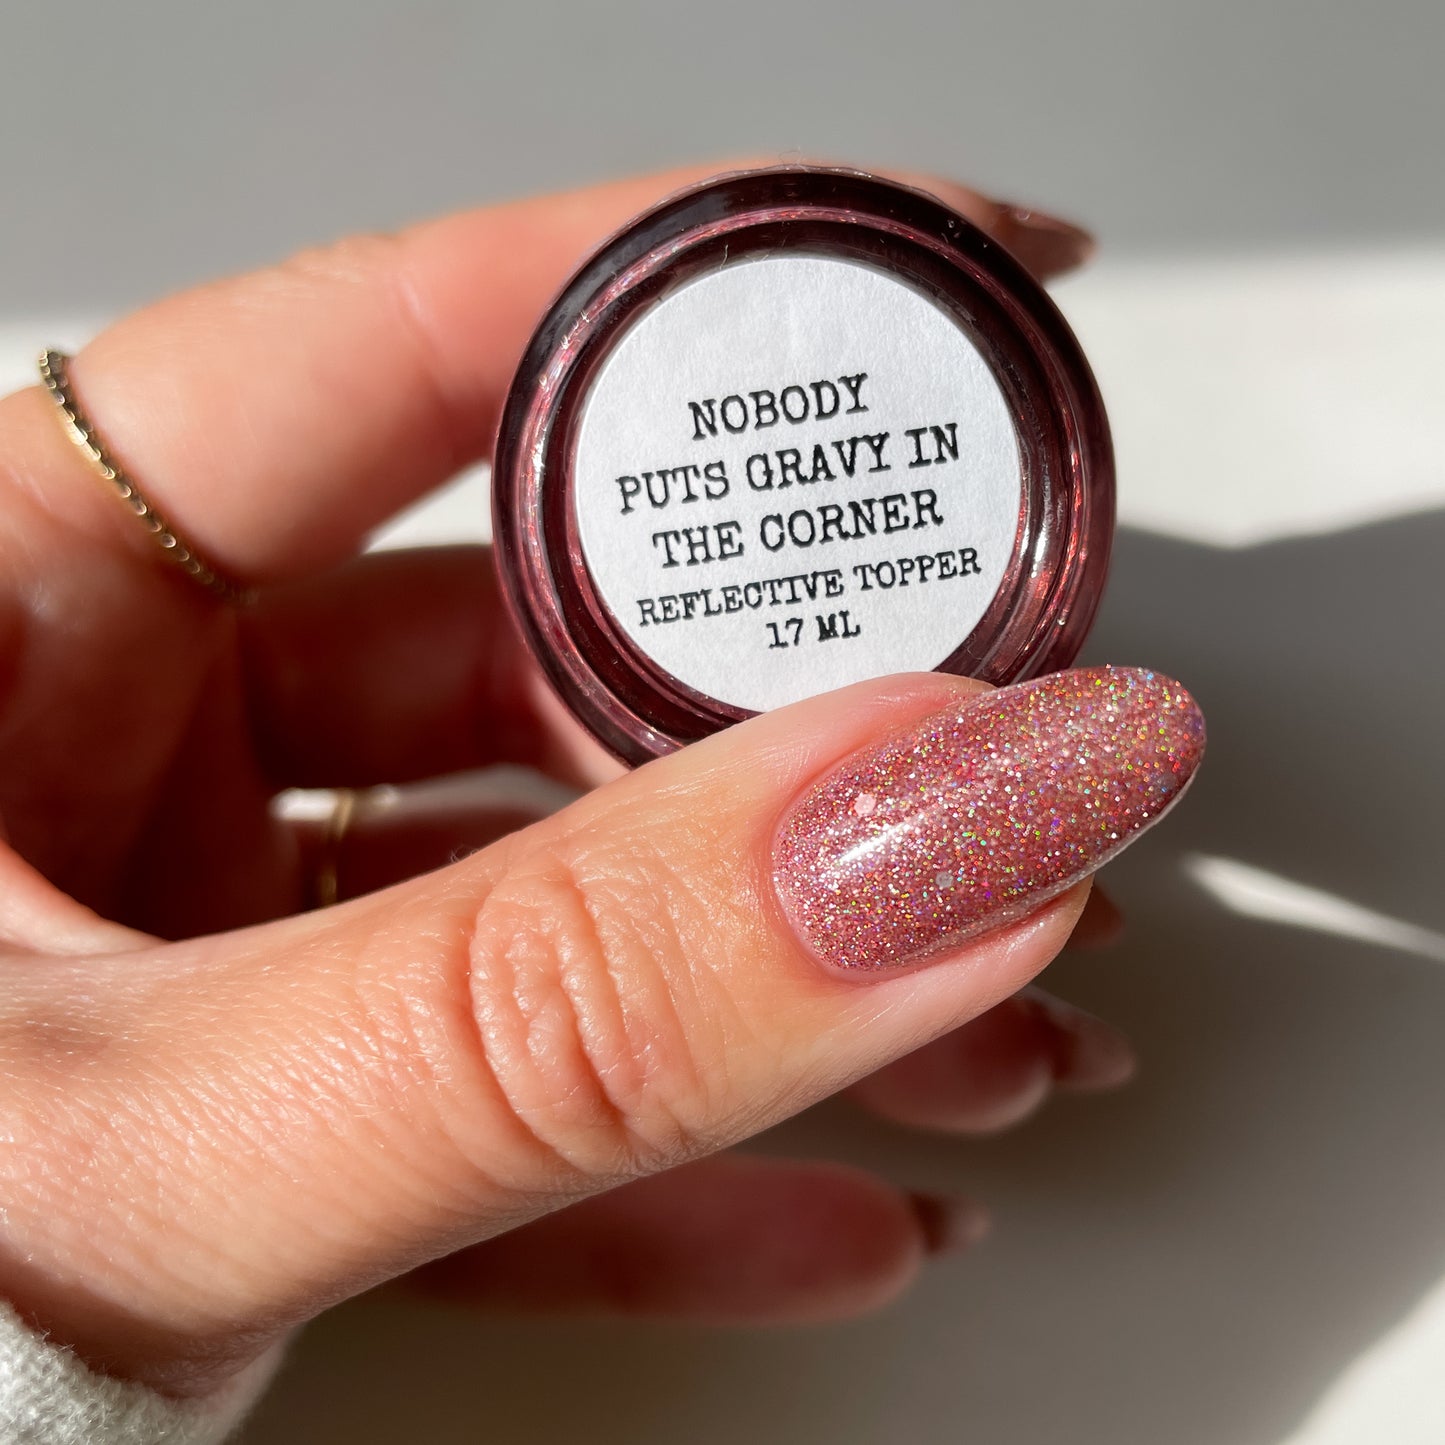 NOBODY
PUTS GRAVY IN
THE CORNER
REFLECTIVE TOPPER
17 ML